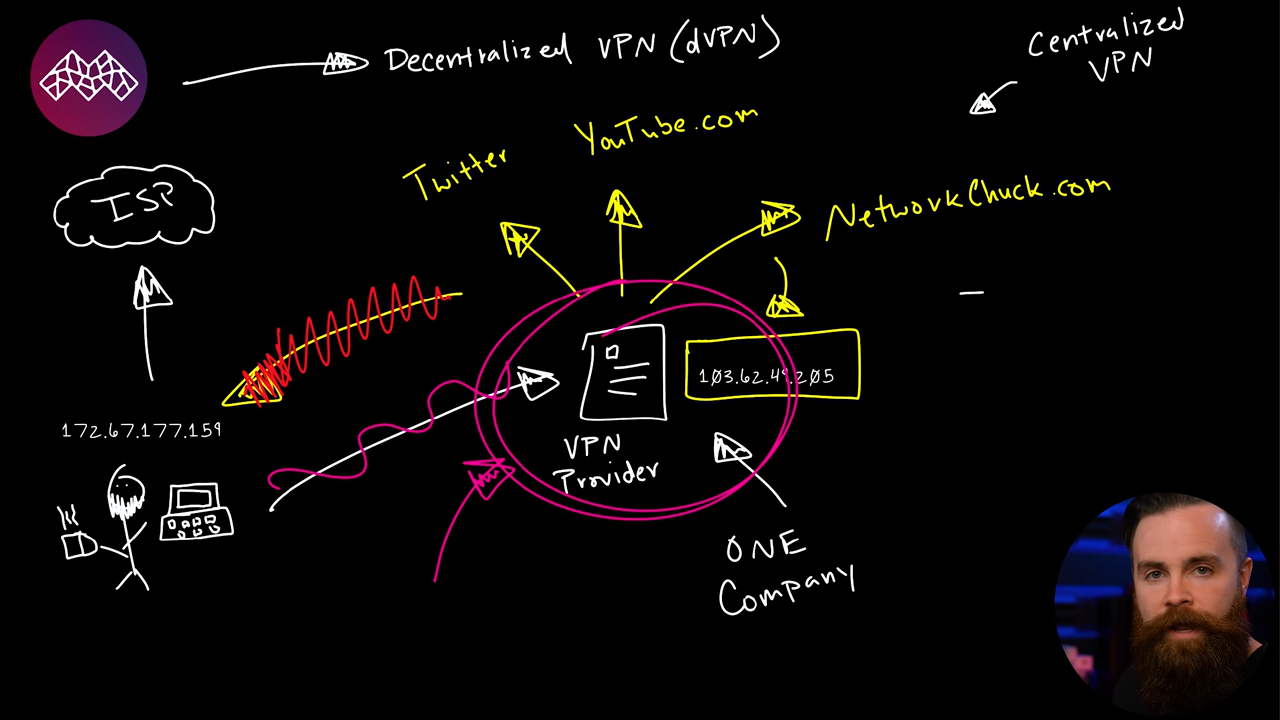 Decentralized VPN (dVPN)
Centralized
VPN
Twitter
YouTube.com
NetworkChuck.com
ISP
172.67.177.159
103.62.49.205
VPN
Provider
ONE
Company